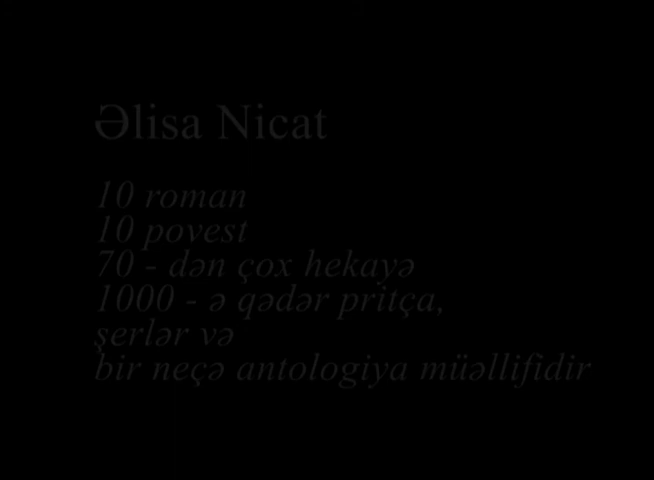 Əlisa Nicat
10 roman
10 povest
70 - dən çox hekayə
1000 - ə qədər pritça,
şerlər və
bir neçə antologiya müəllifidir